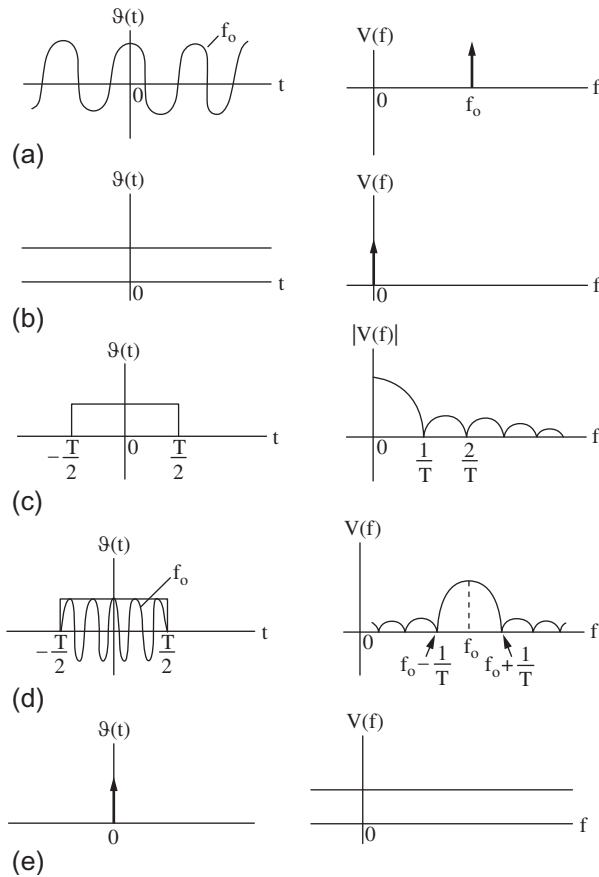 ϑ(t)
f₀
t
0
V(f)
f
0
f₀
(a)
ϑ(t)
t
0
V(f)
f
0
(b)
ϑ(t)
t
−T/2
0
T/2
|V(f)|
f
0
1/T
2/T
(c)
ϑ(t)
f₀
t
−T/2
T/2
V(f)
f
0
f₀−1/T
f₀
f₀+1/T
(d)
ϑ(t)
0
V(f)
f
0
(e)